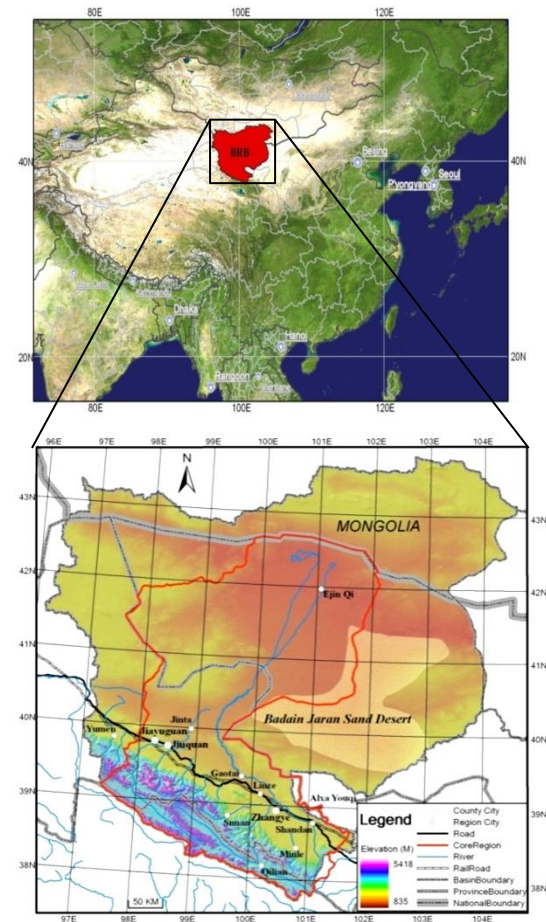 80E 100E 120E
BRB
40N 40N
Beijing
Seoul
P'yongyang
Dhaka
Hanoi
20N 20N
Rangoon
80E 100E 120E
96E 97E 98E 99E 100E 101E 102E 103E 104E
N
43N 43N
MONGOLIA
42N 42N
Ejin Qi
41N 41N
40N 40N
Badain Jaran Sand Desert
Jinta
Yumen
Jiayuguan
Jiuquan
Gaotai
Linze
39N
Alxa Youqi
Zhangye
Sunan
Shandan
Minle
38N 38N
Qilian
50 KM
Legend
Elevation (M)
5418
835
County City
Region City
Road
CoreRegion
River
RailRoad
BasinBoundary
ProvinceBoundary
NationalBoundary
97E 98E 99E 100E 101E 102E 103E